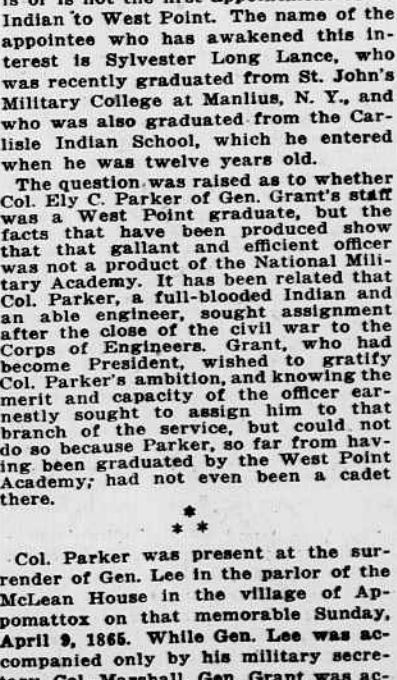 is or is not the first appointment
Indian to West Point. The name of the
appointee who has awakened this in-
terest is Sylvester Long Lance, who
was recently graduated from St. John's
Military College at Manlius, N. Y., and
who was also graduated from the Car-
lisle Indian School, which he entered
when he was twelve years old.
The question was raised as to whether
Col. Ely C. Parker of Gen. Grant's staff
was a West Point graduate, but the
facts that have been produced show
that that gallant and efficient officer
was not a product of the National Mili-
tary Academy. It has been related that
Col. Parker, a full-blooded Indian and
an able engineer, sought assignment
after the close of the civil war to the
Corps of Engineers. Grant, who had
become President, wished to gratify
Col. Parker's ambition, and knowing the
merit and capacity of the officer ear-
nestly sought to assign him to that
branch of the service, but could not
do so because Parker, so far from hav-
ing been graduated by the West Point
Academy, had not even been a cadet
there.
*
* *
Col. Parker was present at the sur-
render of Gen. Lee in the parlor of the
McLean House in the village of Ap-
pomattox on that memorable Sunday,
April 9, 1865. While Gen. Lee was ac-
companied only by his military secre-
tary Col. Marshall Gen. Grant was ac-